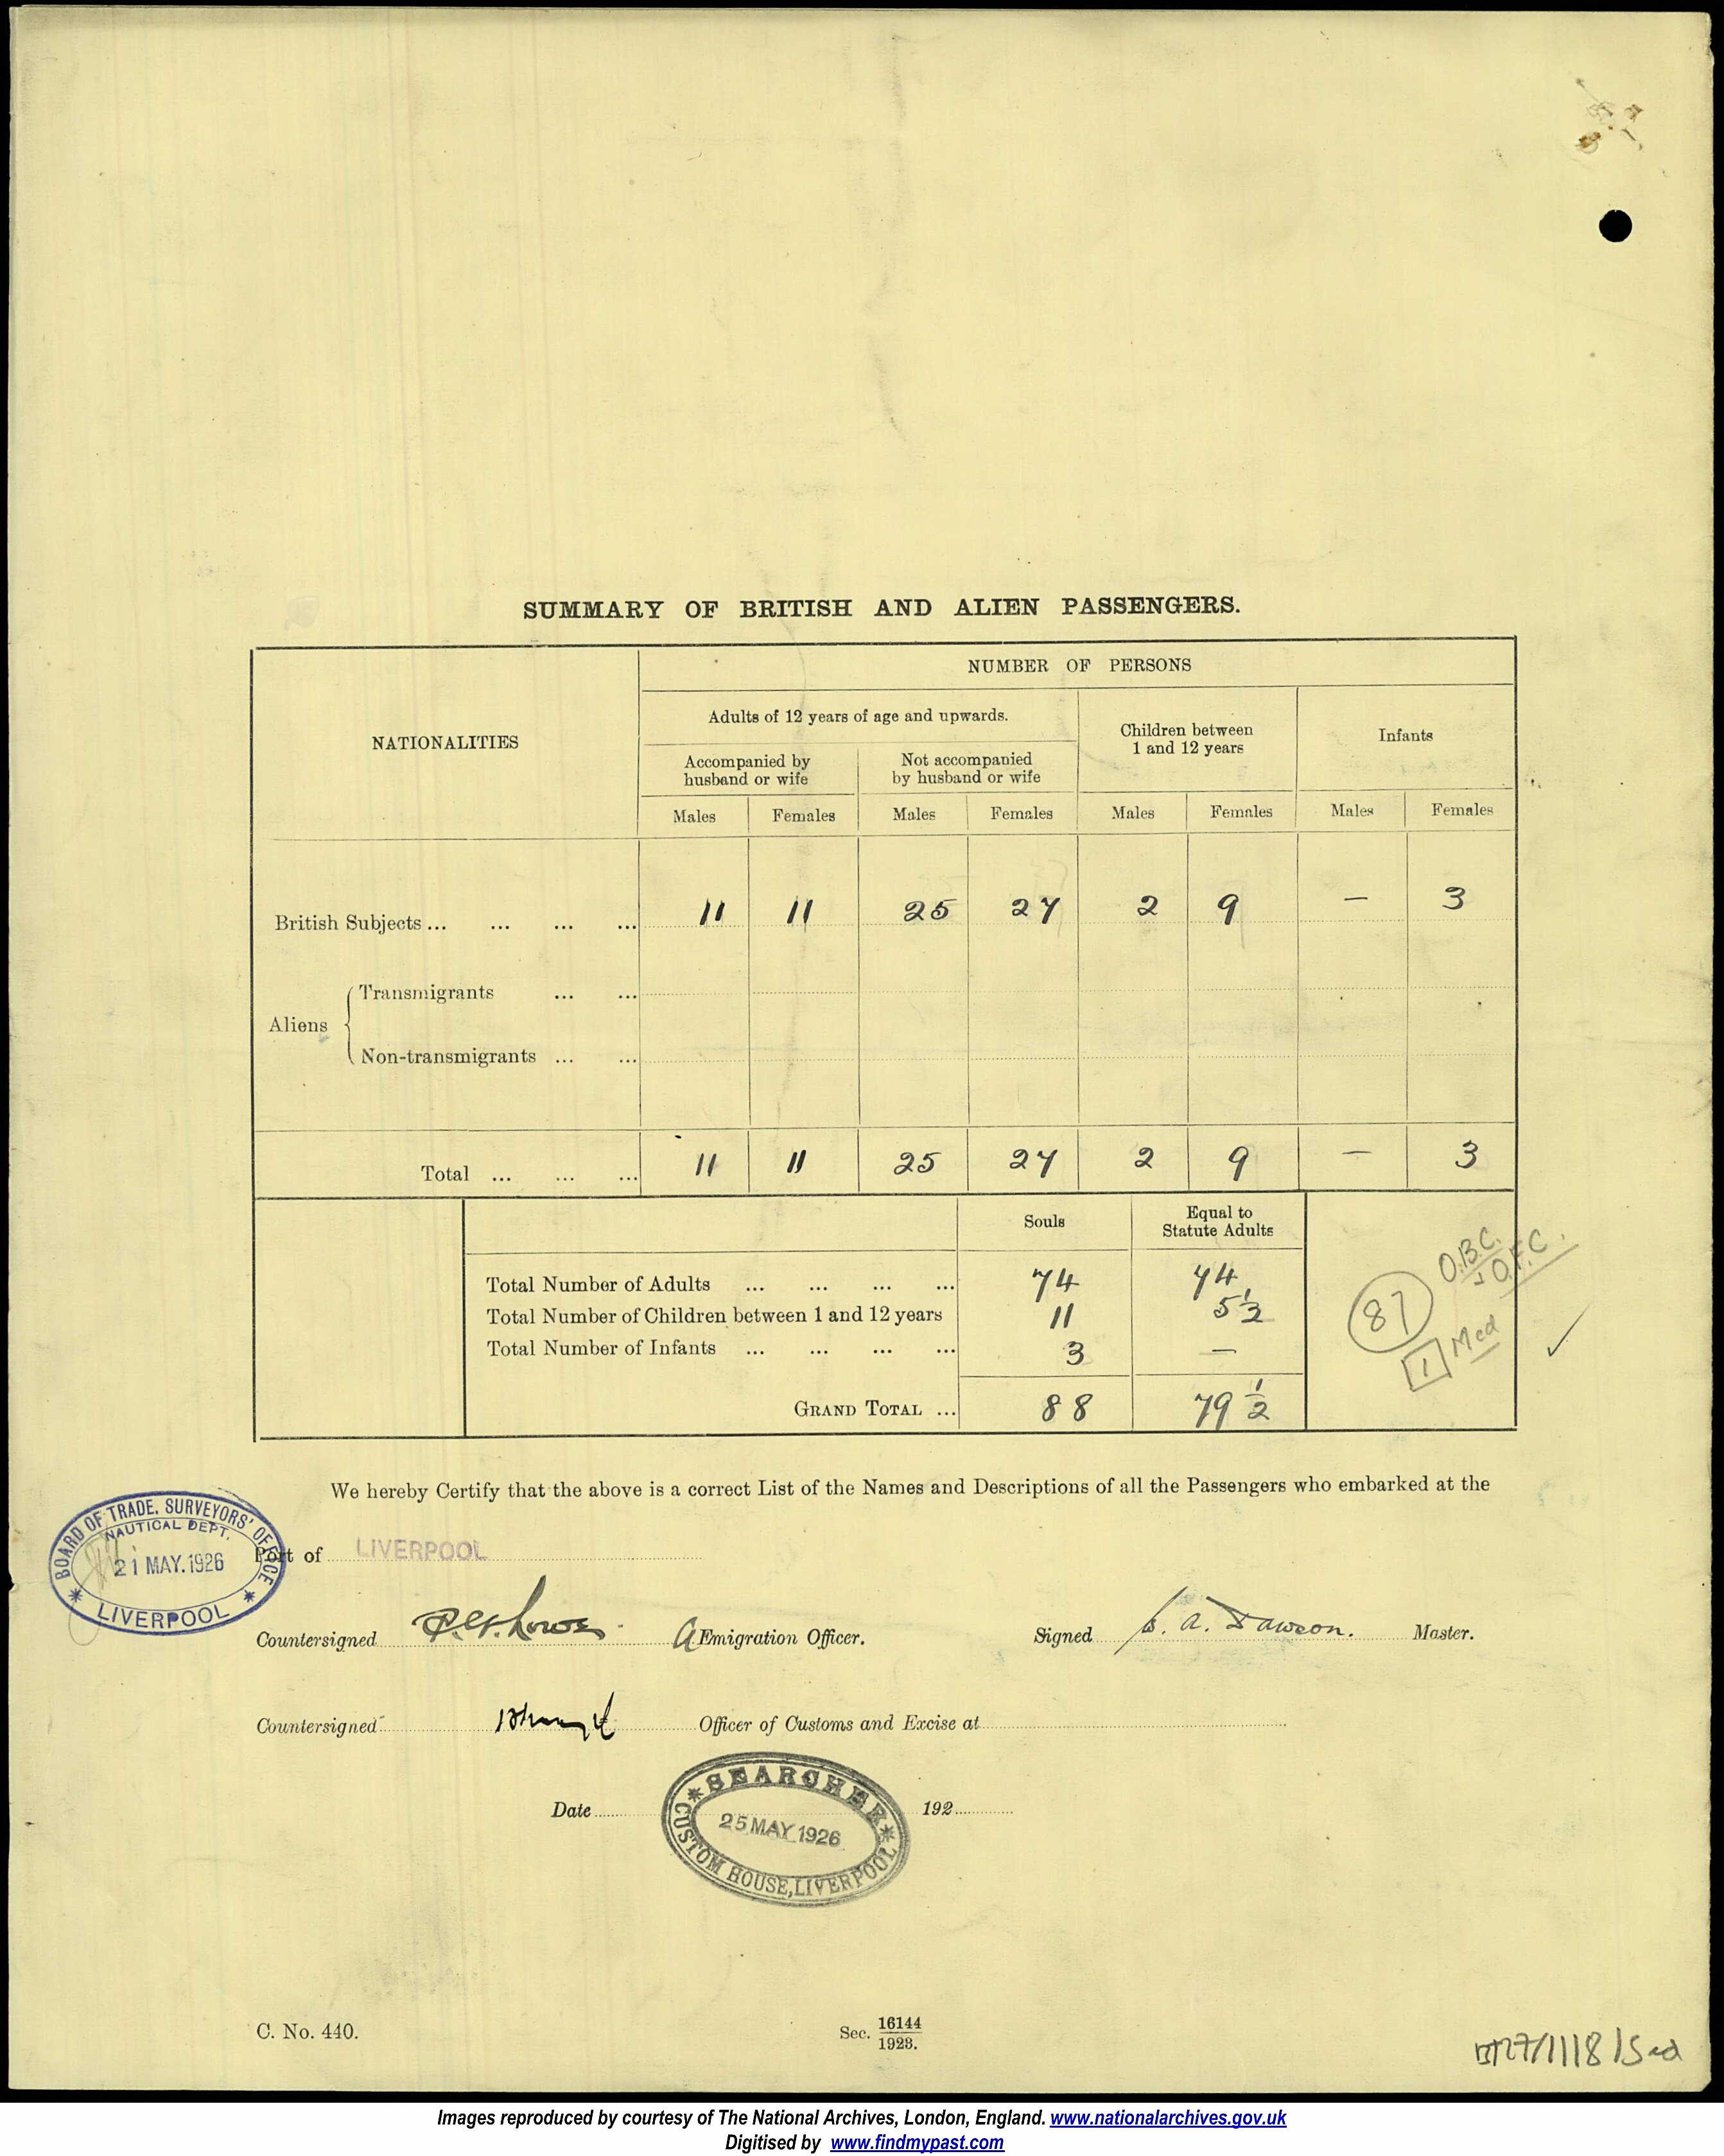 SUMMARY OF BRITISH AND ALIEN PASSENGERS.
NUMBER OF PERSONS
NATIONALITIES
Adults of 12 years of age and upwards.
Children between
1 and 12 years
Infants
Accompanied by
husband or wife
Not accompanied
by husband or wife
Males Females Males Females Males Females Males Females
British Subjects ... ... ... ... 11 11 25 27 2 9 — 3
Transmigrants ... ...
Aliens
Non-transmigrants ... ...
Total ... ... ... 11 11 25 27 2 9 — 3
Souls
Equal to
Statute Adults
Total Number of Adults ... ... ... ... 74 74
Total Number of Children between 1 and 12 years 11 5½
Total Number of Infants ... ... ... ... 3 —
GRAND TOTAL ... 88 79½
O.B.C.
87
1 Med
We hereby Certify that the above is a correct List of the Names and Descriptions of all the Passengers who embarked at the
BOARD OF TRADE. SURVEYORS' OFFICE
NAUTICAL DEPT.
21 MAY. 1926
LIVERPOOL
Port of LIVERPOOL
Countersigned Lowe Emigration Officer. Signed A. Dawson. Master.
Countersigned Officer of Customs and Excise at
SEARCHER
25 MAY 1926
CUSTOM HOUSE, LIVERPOOL
Date 192
C. No. 440. Sec. 16144
1923.
BT27/1118/
Images reproduced by courtesy of The National Archives, London, England. www.nationalarchives.gov.uk
Digitised by www.findmypast.com